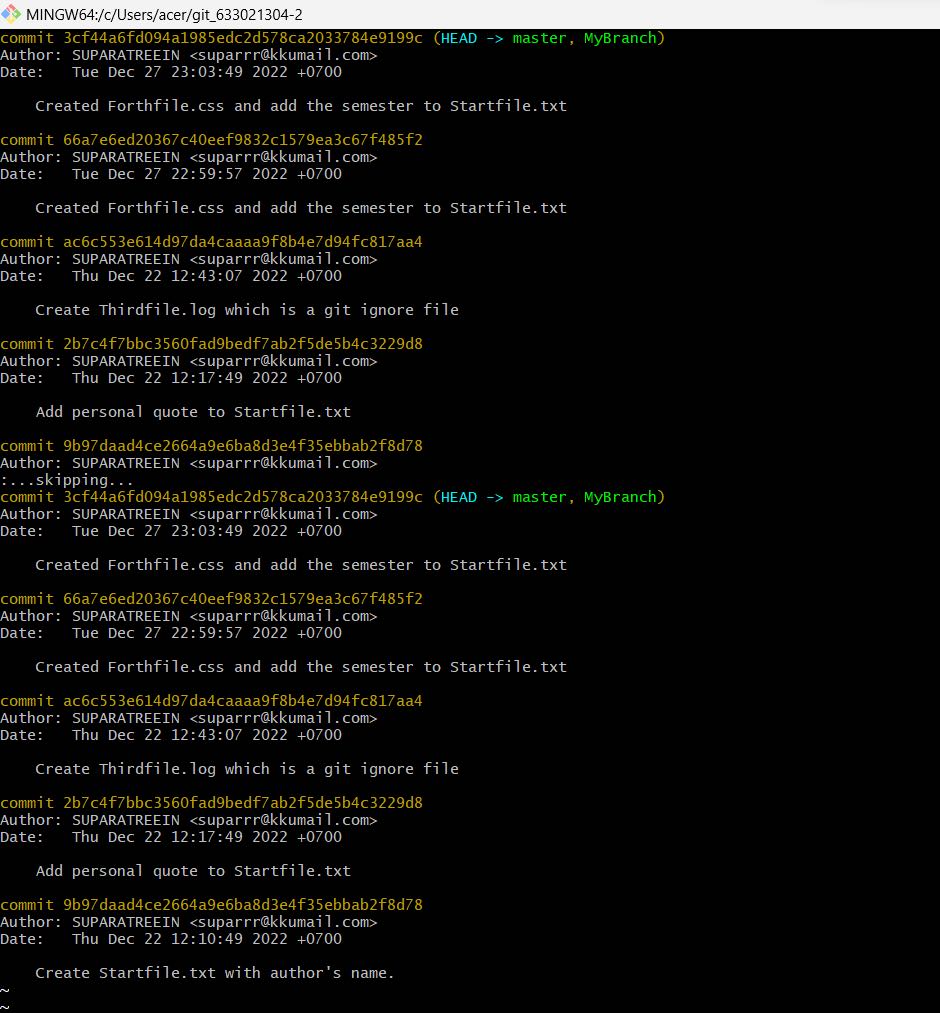 MINGW64:/c/Users/acer/git_633021304-2
commit 3cf44a6fd094a1985edc2d578ca2033784e9199c (HEAD -> master, MyBranch)
Author: SUPARATREEIN <suparrr@kkumail.com>
Date:   Tue Dec 27 23:03:49 2022 +0700
    Created Forthfile.css and add the semester to Startfile.txt
commit 66a7e6ed20367c40eef9832c1579ea3c67f485f2
Author: SUPARATREEIN <suparrr@kkumail.com>
Date:   Tue Dec 27 22:59:57 2022 +0700
    Created Forthfile.css and add the semester to Startfile.txt
commit ac6c553e614d97da4caaaa9f8b4e7d94fc817aa4
Author: SUPARATREEIN <suparrr@kkumail.com>
Date:   Thu Dec 22 12:43:07 2022 +0700
    Create Thirdfile.log which is a git ignore file
commit 2b7c4f7bbc3560fad9bedf7ab2f5de5b4c3229d8
Author: SUPARATREEIN <suparrr@kkumail.com>
Date:   Thu Dec 22 12:17:49 2022 +0700
    Add personal quote to Startfile.txt
commit 9b97daad4ce2664a9e6ba8d3e4f35ebbab2f8d78
Author: SUPARATREEIN <suparrr@kkumail.com>
:...skipping...
commit 3cf44a6fd094a1985edc2d578ca2033784e9199c (HEAD -> master, MyBranch)
Author: SUPARATREEIN <suparrr@kkumail.com>
Date:   Tue Dec 27 23:03:49 2022 +0700
    Created Forthfile.css and add the semester to Startfile.txt
commit 66a7e6ed20367c40eef9832c1579ea3c67f485f2
Author: SUPARATREEIN <suparrr@kkumail.com>
Date:   Tue Dec 27 22:59:57 2022 +0700
    Created Forthfile.css and add the semester to Startfile.txt
commit ac6c553e614d97da4caaaa9f8b4e7d94fc817aa4
Author: SUPARATREEIN <suparrr@kkumail.com>
Date:   Thu Dec 22 12:43:07 2022 +0700
    Create Thirdfile.log which is a git ignore file
commit 2b7c4f7bbc3560fad9bedf7ab2f5de5b4c3229d8
Author: SUPARATREEIN <suparrr@kkumail.com>
Date:   Thu Dec 22 12:17:49 2022 +0700
    Add personal quote to Startfile.txt
commit 9b97daad4ce2664a9e6ba8d3e4f35ebbab2f8d78
Author: SUPARATREEIN <suparrr@kkumail.com>
Date:   Thu Dec 22 12:10:49 2022 +0700
    Create Startfile.txt with author's name.
~
~